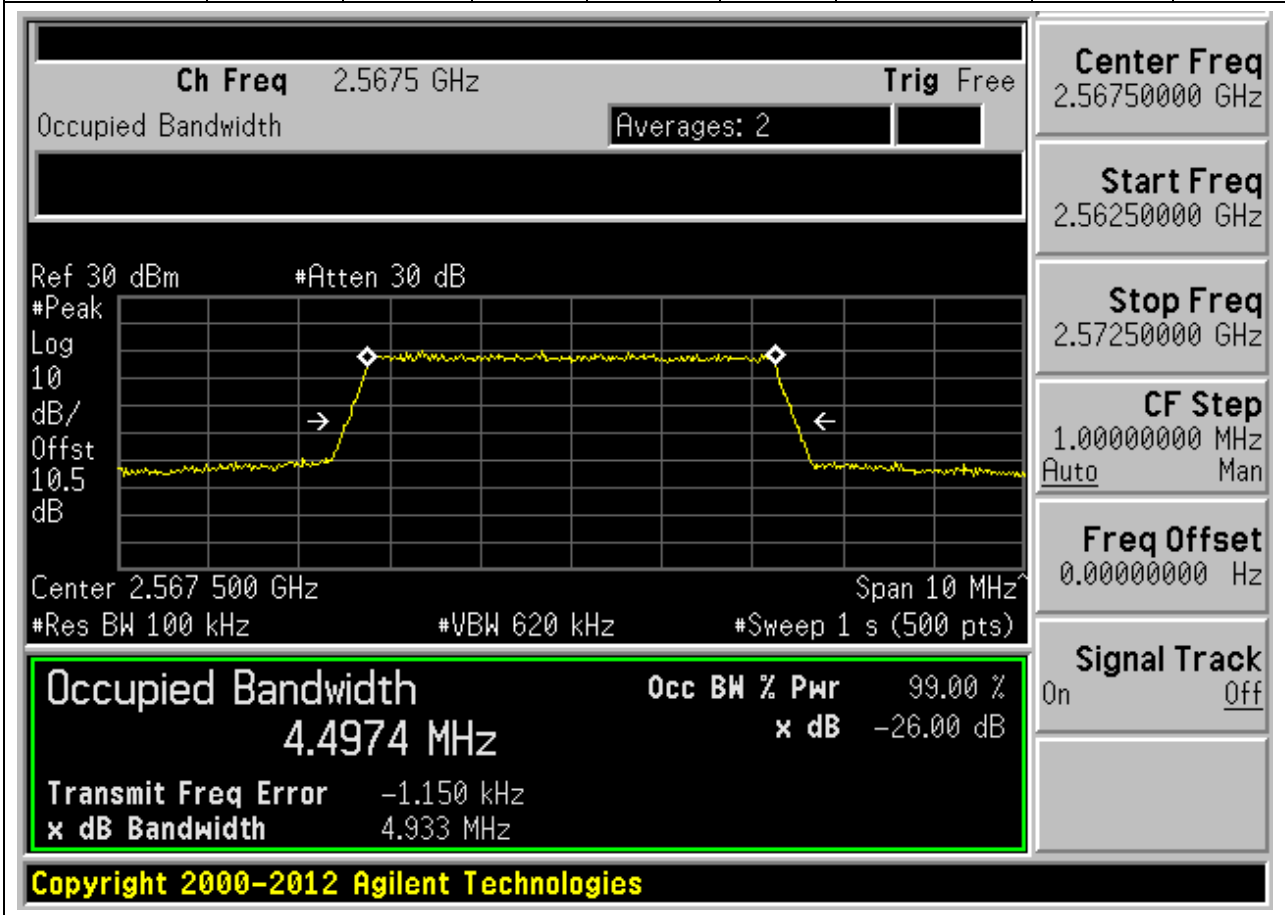 Ch Freq 2.5675 GHz Trig Free
Occupied Bandwidth Averages: 2
Ref 30 dBm #Atten 30 dB
#Peak
Log
10
dB/
Offst
10.5
dB
Center 2.567 500 GHz Span 10 MHz^
#Res BW 100 kHz #VBW 620 kHz #Sweep 1 s (500 pts)
Occupied Bandwidth Occ BW % Pwr 99.00 %
4.4974 MHz x dB -26.00 dB
Transmit Freq Error -1.150 kHz
x dB Bandwidth 4.933 MHz
Copyright 2000-2012 Agilent Technologies
Center Freq
2.56750000 GHz
Start Freq
2.56250000 GHz
Stop Freq
2.57250000 GHz
CF Step
1.00000000 MHz
Auto Man
Freq Offset
0.00000000 Hz
Signal Track
On Off